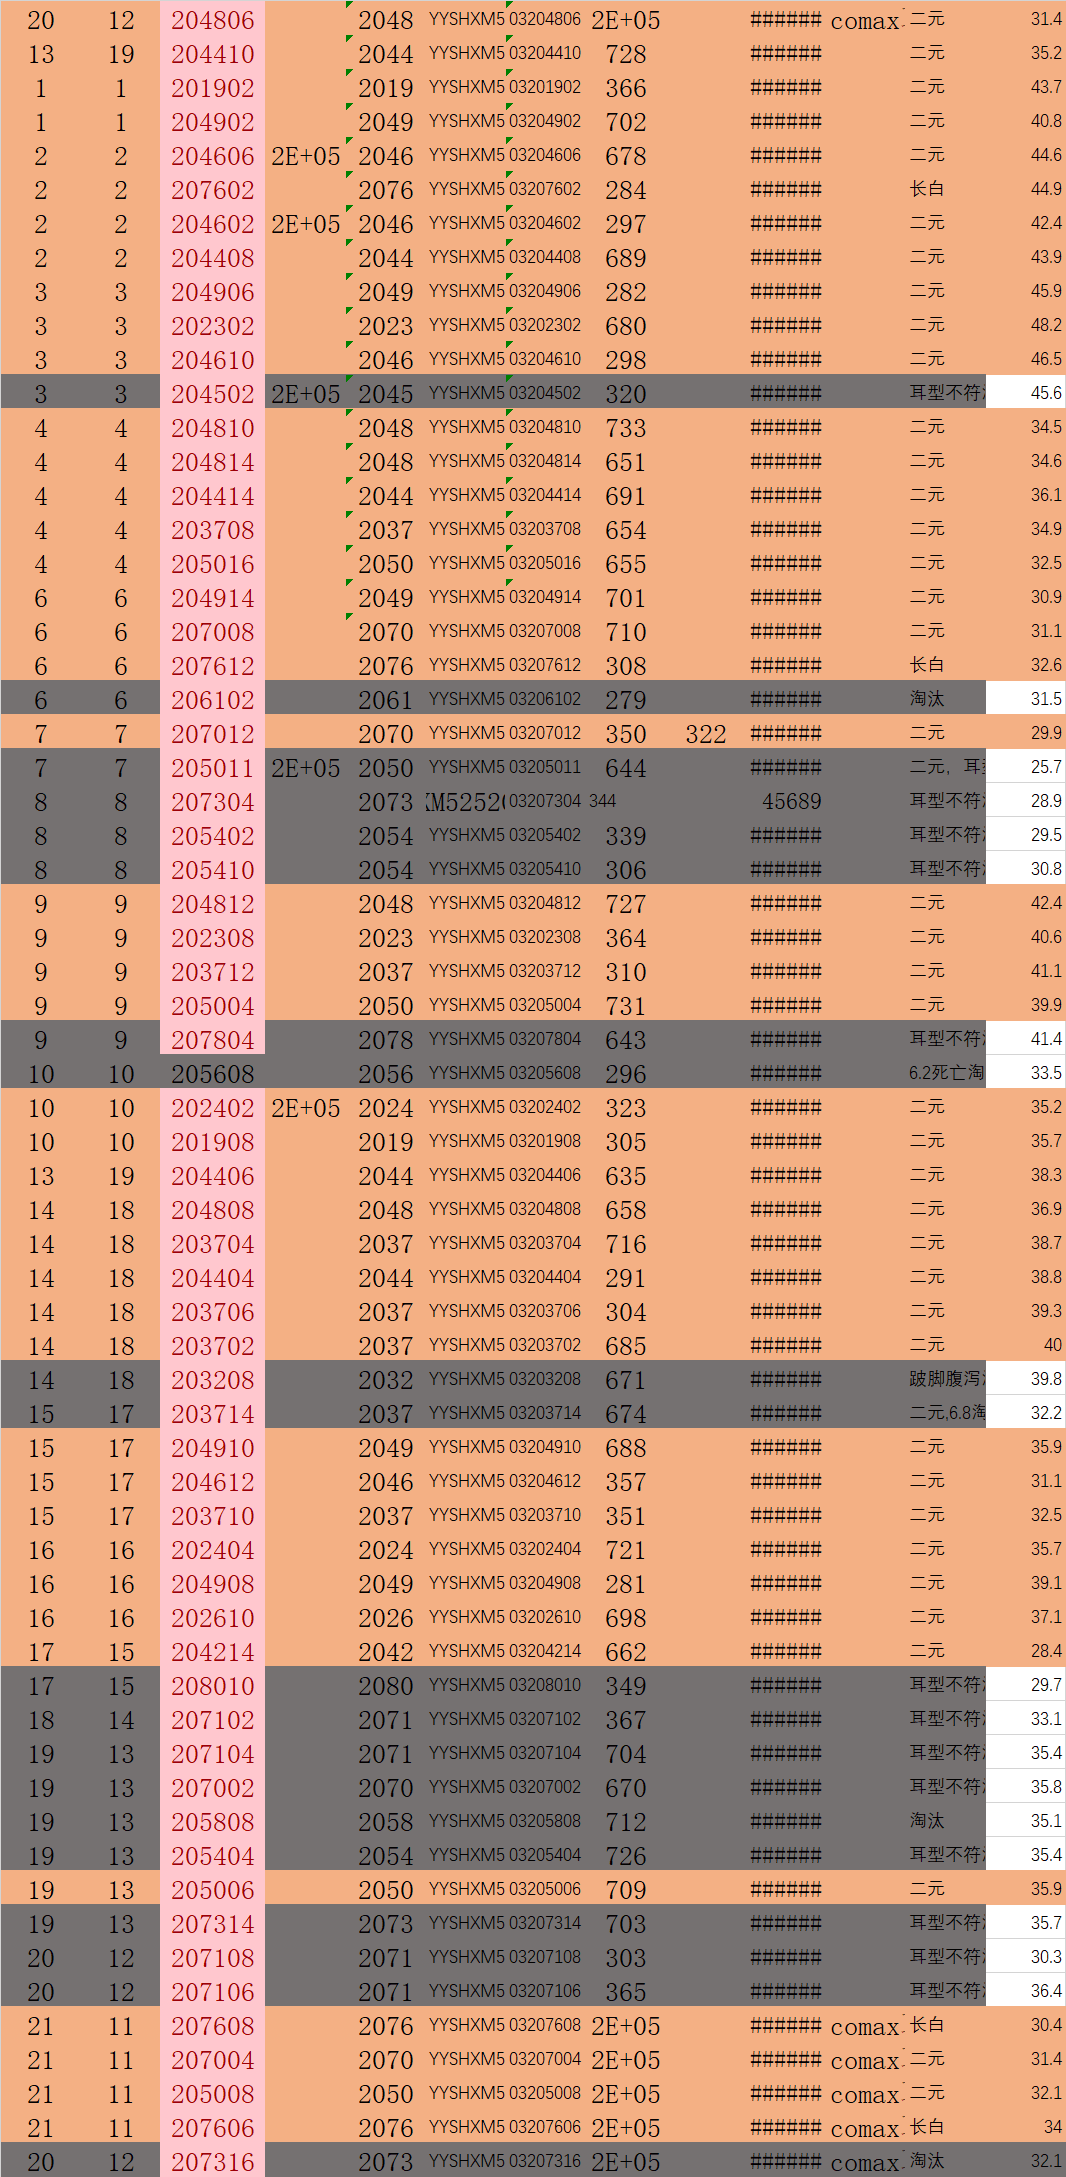 20 12 204806 2048 YYSHXM5 03204806 2E+05 ###### comax 二元 31.4
13 19 204410 2044 YYSHXM5 03204410 728 ###### 二元 35.2
1 1 201902 2019 YYSHXM5 03201902 366 ###### 二元 43.7
1 1 204902 2049 YYSHXM5 03204902 702 ###### 二元 40.8
2 2 204606 2E+05 2046 YYSHXM5 03204606 678 ###### 二元 44.6
2 2 207602 2076 YYSHXM5 03207602 284 ###### 长白 44.9
2 2 204602 2E+05 2046 YYSHXM5 03204602 297 ###### 二元 42.4
2 2 204408 2044 YYSHXM5 03204408 689 ###### 二元 43.9
3 3 204906 2049 YYSHXM5 03204906 282 ###### 二元 45.9
3 3 202302 2023 YYSHXM5 03202302 680 ###### 二元 48.2
3 3 204610 2046 YYSHXM5 03204610 298 ###### 二元 46.5
3 3 204502 2E+05 2045 YYSHXM5 03204502 320 ###### 耳型不符 45.6
4 4 204810 2048 YYSHXM5 03204810 733 ###### 二元 34.5
4 4 204814 2048 YYSHXM5 03204814 651 ###### 二元 34.6
4 4 204414 2044 YYSHXM5 03204414 691 ###### 二元 36.1
4 4 203708 2037 YYSHXM5 03203708 654 ###### 二元 34.9
4 4 205016 2050 YYSHXM5 03205016 655 ###### 二元 32.5
6 6 204914 2049 YYSHXM5 03204914 701 ###### 二元 30.9
6 6 207008 2070 YYSHXM5 03207008 710 ###### 二元 31.1
6 6 207612 2076 YYSHXM5 03207612 308 ###### 长白 32.6
6 6 206102 2061 YYSHXM5 03206102 279 ###### 淘汰 31.5
7 7 207012 2070 YYSHXM5 03207012 350 322 ###### 二元 29.9
7 7 205011 2E+05 2050 YYSHXM5 03205011 644 ###### 二元，耳 25.7
8 8 207304 2073 XM5252 03207304 344 45689 耳型不符 28.9
8 8 205402 2054 YYSHXM5 03205402 339 ###### 耳型不符 29.5
8 8 205410 2054 YYSHXM5 03205410 306 ###### 耳型不符 30.8
9 9 204812 2048 YYSHXM5 03204812 727 ###### 二元 42.4
9 9 202308 2023 YYSHXM5 03202308 364 ###### 二元 40.6
9 9 203712 2037 YYSHXM5 03203712 310 ###### 二元 41.1
9 9 205004 2050 YYSHXM5 03205004 731 ###### 二元 39.9
9 9 207804 2078 YYSHXM5 03207804 643 ###### 耳型不符 41.4
10 10 205608 2056 YYSHXM5 03205608 296 ###### 6.2死亡淘 33.5
10 10 202402 2E+05 2024 YYSHXM5 03202402 323 ###### 二元 35.2
10 10 201908 2019 YYSHXM5 03201908 305 ###### 二元 35.7
13 19 204406 2044 YYSHXM5 03204406 635 ###### 二元 38.3
14 18 204808 2048 YYSHXM5 03204808 658 ###### 二元 36.9
14 18 203704 2037 YYSHXM5 03203704 716 ###### 二元 38.7
14 18 204404 2044 YYSHXM5 03204404 291 ###### 二元 38.8
14 18 203706 2037 YYSHXM5 03203706 304 ###### 二元 39.3
14 18 203702 2037 YYSHXM5 03203702 685 ###### 二元 40
14 18 203208 2032 YYSHXM5 03203208 671 ###### 跛脚腹泻 39.8
15 17 203714 2037 YYSHXM5 03203714 674 ###### 二元,6.8淘 32.2
15 17 204910 2049 YYSHXM5 03204910 688 ###### 二元 35.9
15 17 204612 2046 YYSHXM5 03204612 357 ###### 二元 31.1
15 17 203710 2037 YYSHXM5 03203710 351 ###### 二元 32.5
16 16 202404 2024 YYSHXM5 03202404 721 ###### 二元 35.7
16 16 204908 2049 YYSHXM5 03204908 281 ###### 二元 39.1
16 16 202610 2026 YYSHXM5 03202610 698 ###### 二元 37.1
17 15 204214 2042 YYSHXM5 03204214 662 ###### 二元 28.4
17 15 208010 2080 YYSHXM5 03208010 349 ###### 耳型不符 29.7
18 14 207102 2071 YYSHXM5 03207102 367 ###### 耳型不符 33.1
19 13 207104 2071 YYSHXM5 03207104 704 ###### 耳型不符 35.4
19 13 207002 2070 YYSHXM5 03207002 670 ###### 耳型不符 35.8
19 13 205808 2058 YYSHXM5 03205808 712 ###### 淘汰 35.1
19 13 205404 2054 YYSHXM5 03205404 726 ###### 耳型不符 35.4
19 13 205006 2050 YYSHXM5 03205006 709 ###### 二元 35.9
19 13 207314 2073 YYSHXM5 03207314 703 ###### 耳型不符 35.7
20 12 207108 2071 YYSHXM5 03207108 303 ###### 耳型不符 30.3
20 12 207106 2071 YYSHXM5 03207106 365 ###### 耳型不符 36.4
21 11 207608 2076 YYSHXM5 03207608 2E+05 ###### comax 长白 30.4
21 11 207004 2070 YYSHXM5 03207004 2E+05 ###### comax 二元 31.4
21 11 205008 2050 YYSHXM5 03205008 2E+05 ###### comax 二元 32.1
21 11 207606 2076 YYSHXM5 03207606 2E+05 ###### comax 长白 34
20 12 207316 2073 YYSHXM5 03207316 2E+05 ###### comax 淘汰 32.1